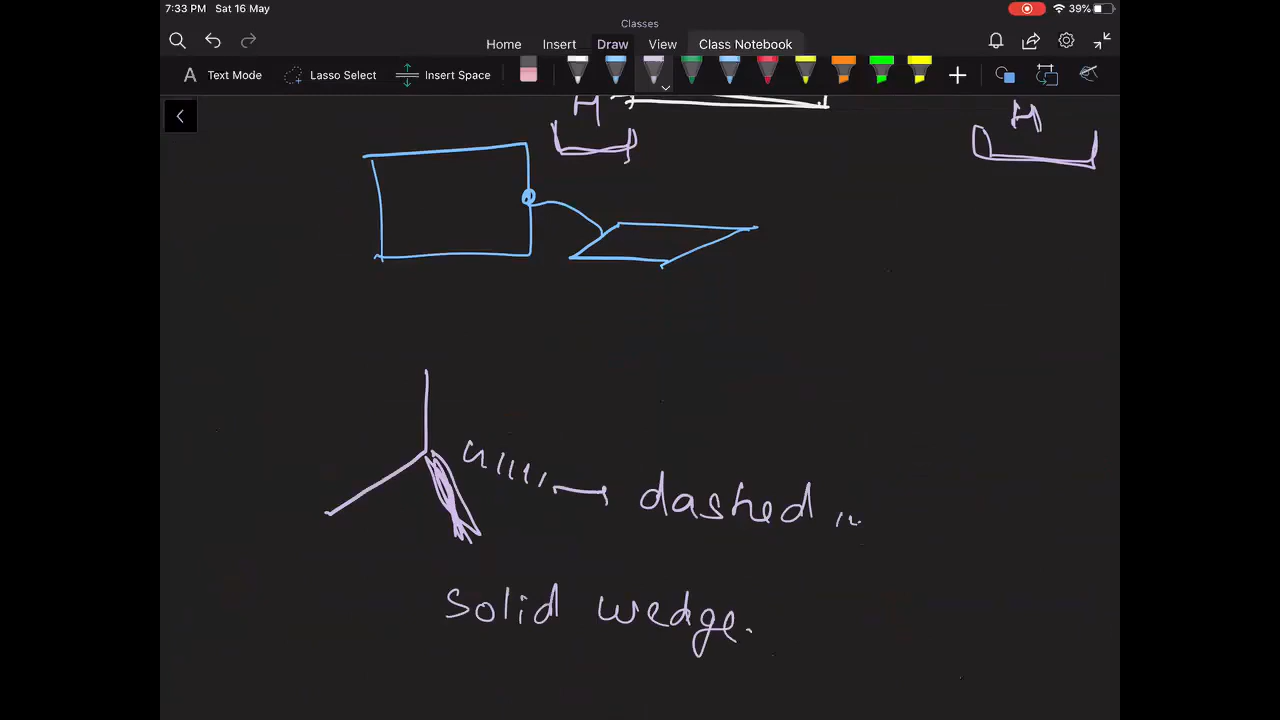 7:33 PM Sat 16 May
39%
Classes
Home Insert Draw View Class Notebook
A Text Mode Lasso Select Insert Space
H H
dashed
solid wedge.